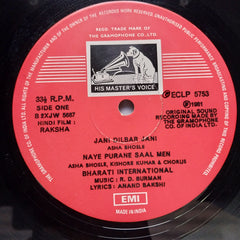 REGD. TRADE MARK OF THE GRAMOPHONE CO. OF INDIA LTD.
HIS MASTER'S VOICE
33⅓ R.P.M.
SIDE ONE
B 2XJW 5667
HINDI FILM :
RAKSHA
ECLP 5753
℗ 1981
ORIGINAL SOUND
RECORDING MADE BY
THE GRAMOPHONE
CO. OF INDIA LTD.
JANI DILBAR JANI
ASHA BHOSLE
NAYE PURANE SAAL MEN
ASHA BHOSLE, KISHORE KUMAR & CHORUS
BHARATI INTERNATIONAL
MUSIC : R. D. BURMAN
LYRICS : ANAND BAKSHI
EMI
MADE IN INDIA